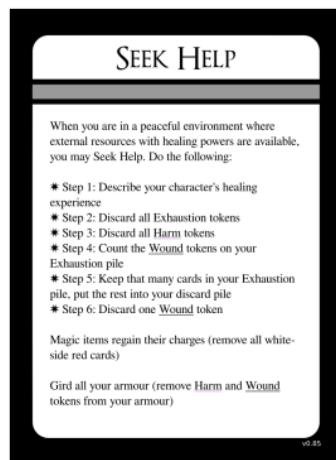 SEEK HELP
When you are in a peaceful environment where
external resources with healing powers are available,
you may Seek Help. Do the following:
✷ Step 1: Describe your character's healing
experience
✷ Step 2: Discard all Exhaustion tokens
✷ Step 3: Discard all Harm tokens
✷ Step 4: Count the Wound tokens on your
Exhaustion pile
✷ Step 5: Keep that many cards in your Exhaustion
pile, put the rest into your discard pile
✷ Step 6: Discard one Wound token
Magic items regain their charges (remove all white-
side red cards)
Gird all your armour (remove Harm and Wound
tokens from your armour)
v0.85